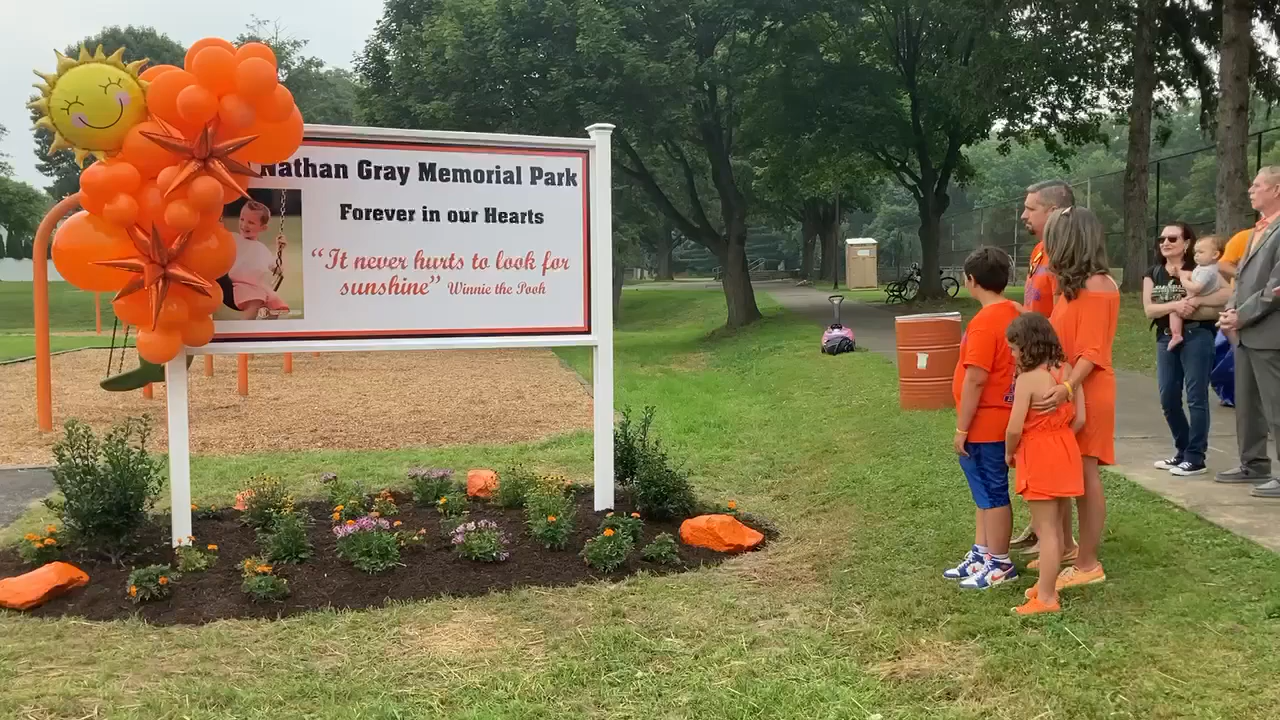 Nathan Gray Memorial Park
Forever in our Hearts
"It never hurts to look for
sunshine" Winnie the Pooh